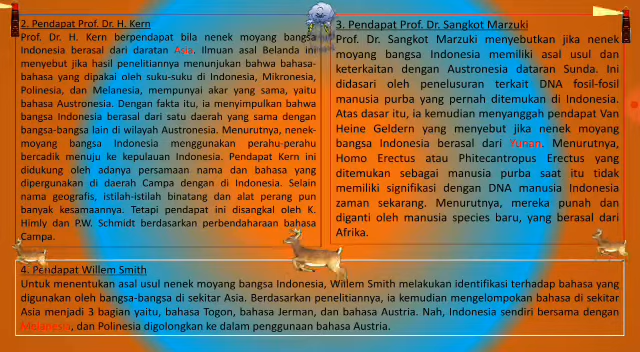 2. Pendapat Prof. Dr. H. Kern
Prof. Dr. H. Kern berpendapat bila nenek moyang bangsa
Indonesia berasal dari daratan Asia. Ilmuan asal Belanda ini
menyebut jika hasil penelitiannya menunjukan bahwa bahasa-
bahasa yang dipakai oleh suku-suku di Indonesia, Mikronesia,
Polinesia, dan Melanesia, mempunyai akar yang sama, yaitu
bahasa Austronesia. Dengan fakta itu, ia menyimpulkan bahwa
bangsa Indonesia berasal dari satu daerah yang sama dengan
bangsa-bangsa lain di wilayah Austronesia. Menurutnya, nenek-
moyang bangsa Indonesia menggunakan perahu-perahu
bercadik menuju ke kepulauan Indonesia. Pendapat Kern ini
didukung oleh adanya persamaan nama dan bahasa yang
dipergunakan di daerah Campa dengan di Indonesia. Selain
nama geografis, istilah-istilah binatang dan alat perang pun
banyak kesamaannya. Tetapi pendapat ini disangkal oleh K.
Himly dan P.W. Schmidt berdasarkan perbendaharaan bahasa
Campa.
3. Pendapat Prof. Dr. Sangkot Marzuki
Prof. Dr. Sangkot Marzuki menyebutkan jika nenek
moyang bangsa Indonesia memiliki asal usul dan
keterkaitan dengan Austronesia dataran Sunda. Ini
didasari oleh penelusuran terkait DNA fosil-fosil
manusia purba yang pernah ditemukan di Indonesia.
Atas dasar itu, ia kemudian menyanggah pendapat Van
Heine Geldern yang menyebut jika nenek moyang
bangsa Indonesia berasal dari Yunan. Menurutnya,
Homo Erectus atau Phitecantropus Erectus yang
ditemukan sebagai manusia purba saat itu tidak
memiliki signifikasi dengan DNA manusia Indonesia
zaman sekarang. Menurutnya, mereka punah dan
diganti oleh manusia species baru, yang berasal dari
Afrika.
4. Pendapat Willem Smith
Untuk menentukan asal usul nenek moyang bangsa Indonesia, Willem Smith melakukan identifikasi terhadap bahasa yang
digunakan oleh bangsa-bangsa di sekitar Asia. Berdasarkan penelitiannya, ia kemudian mengelompokan bahasa di sekitar
Asia menjadi 3 bagian yaitu, bahasa Togon, bahasa Jerman, dan bahasa Austria. Nah, Indonesia sendiri bersama dengan
Melanesia, dan Polinesia digolongkan ke dalam penggunaan bahasa Austria.